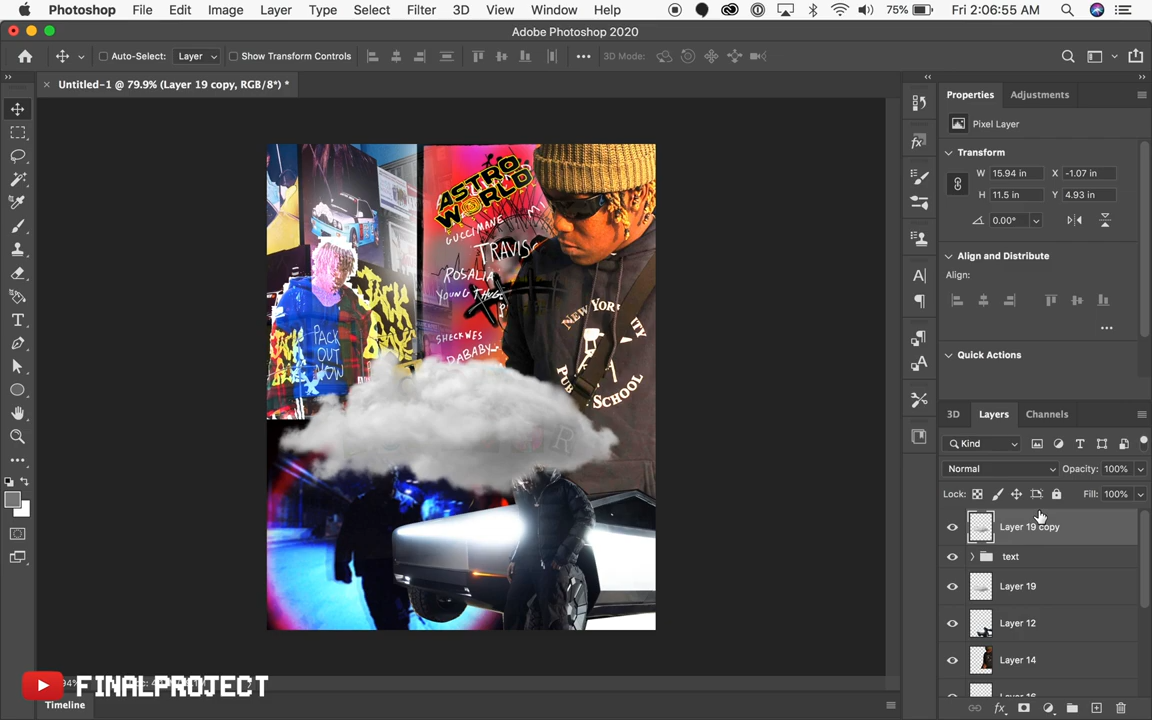 Photoshop File Edit Image Layer Type Select Filter 3D View Window Help 75% Fri 2:06:55 AM
Adobe Photoshop 2020
Auto-Select: Layer Show Transform Controls 3D Mode:
Untitled-1 @ 79.9% (Layer 19 copy, RGB/8*) *
Properties Adjustments
Pixel Layer
Transform
W 15.94 in X -1.07 in
H 11.5 in Y 4.93 in
0.00°
Align and Distribute
Align:
Quick Actions
3D Layers Channels
Kind
Normal Opacity: 100%
Lock: Fill: 100%
Layer 19 copy
text
Layer 19
Layer 12
Layer 14
ASTRO
WORLD
GUCCI MANE
TRAVIS
ROSALIA
YOUNG THUG
SHECK WES
DABABY
JACK
PACK
OUT
NOW
NEW YOR ITY
PUB SCHOOL
R
FINALPROJECT
Timeline